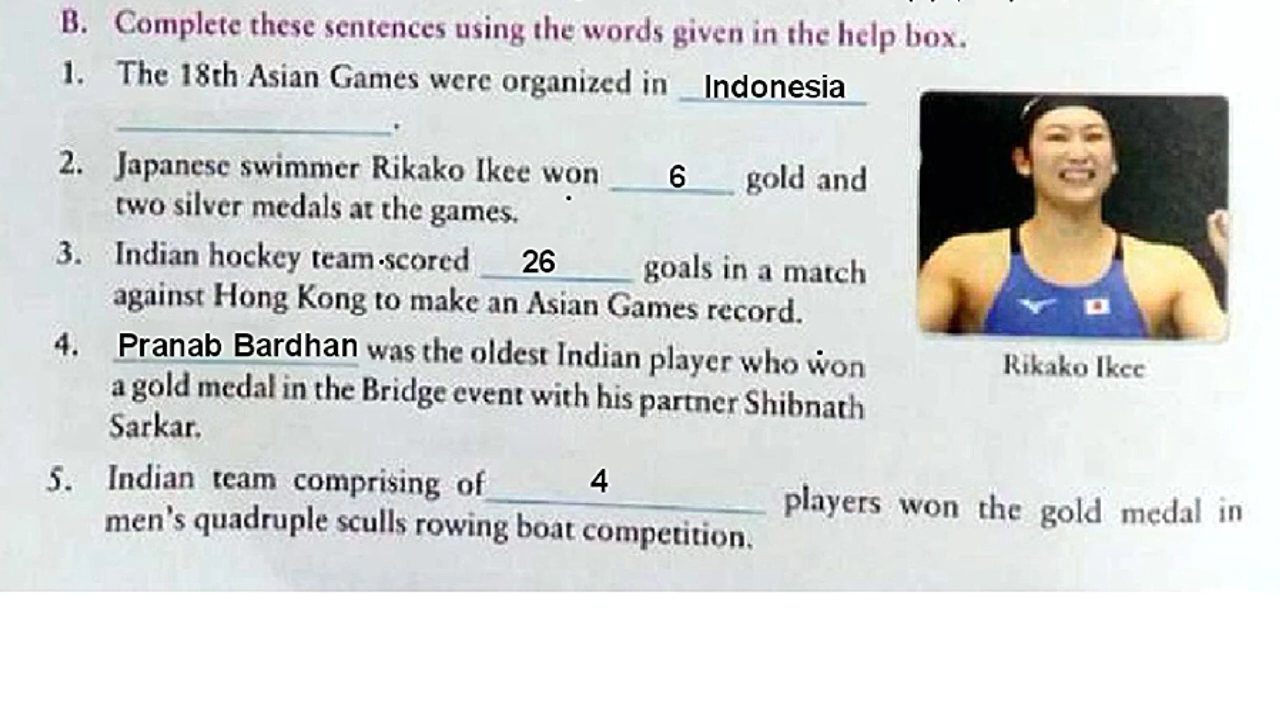 B. Complete these sentences using the words given in the help box.
1. The 18th Asian Games were organized in Indonesia
____________.
2. Japanese swimmer Rikako Ikee won 6 gold and
two silver medals at the games.
3. Indian hockey team scored 26 goals in a match
against Hong Kong to make an Asian Games record.
4. Pranab Bardhan was the oldest Indian player who won
a gold medal in the Bridge event with his partner Shibnath
Sarkar.
5. Indian team comprising of 4 players won the gold medal in
men's quadruple sculls rowing boat competition.
Rikako Ikee